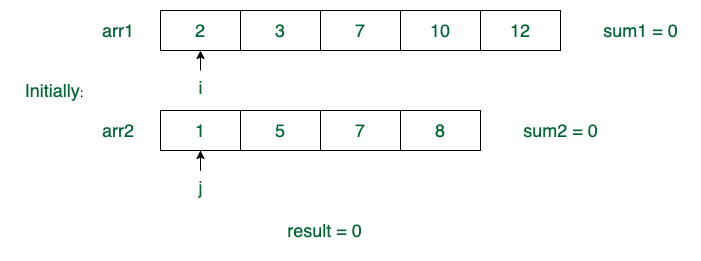 arr1 2 3 7 10 12 sum1 = 0
i
Initially:
arr2 1 5 7 8 sum2 = 0
j
result = 0